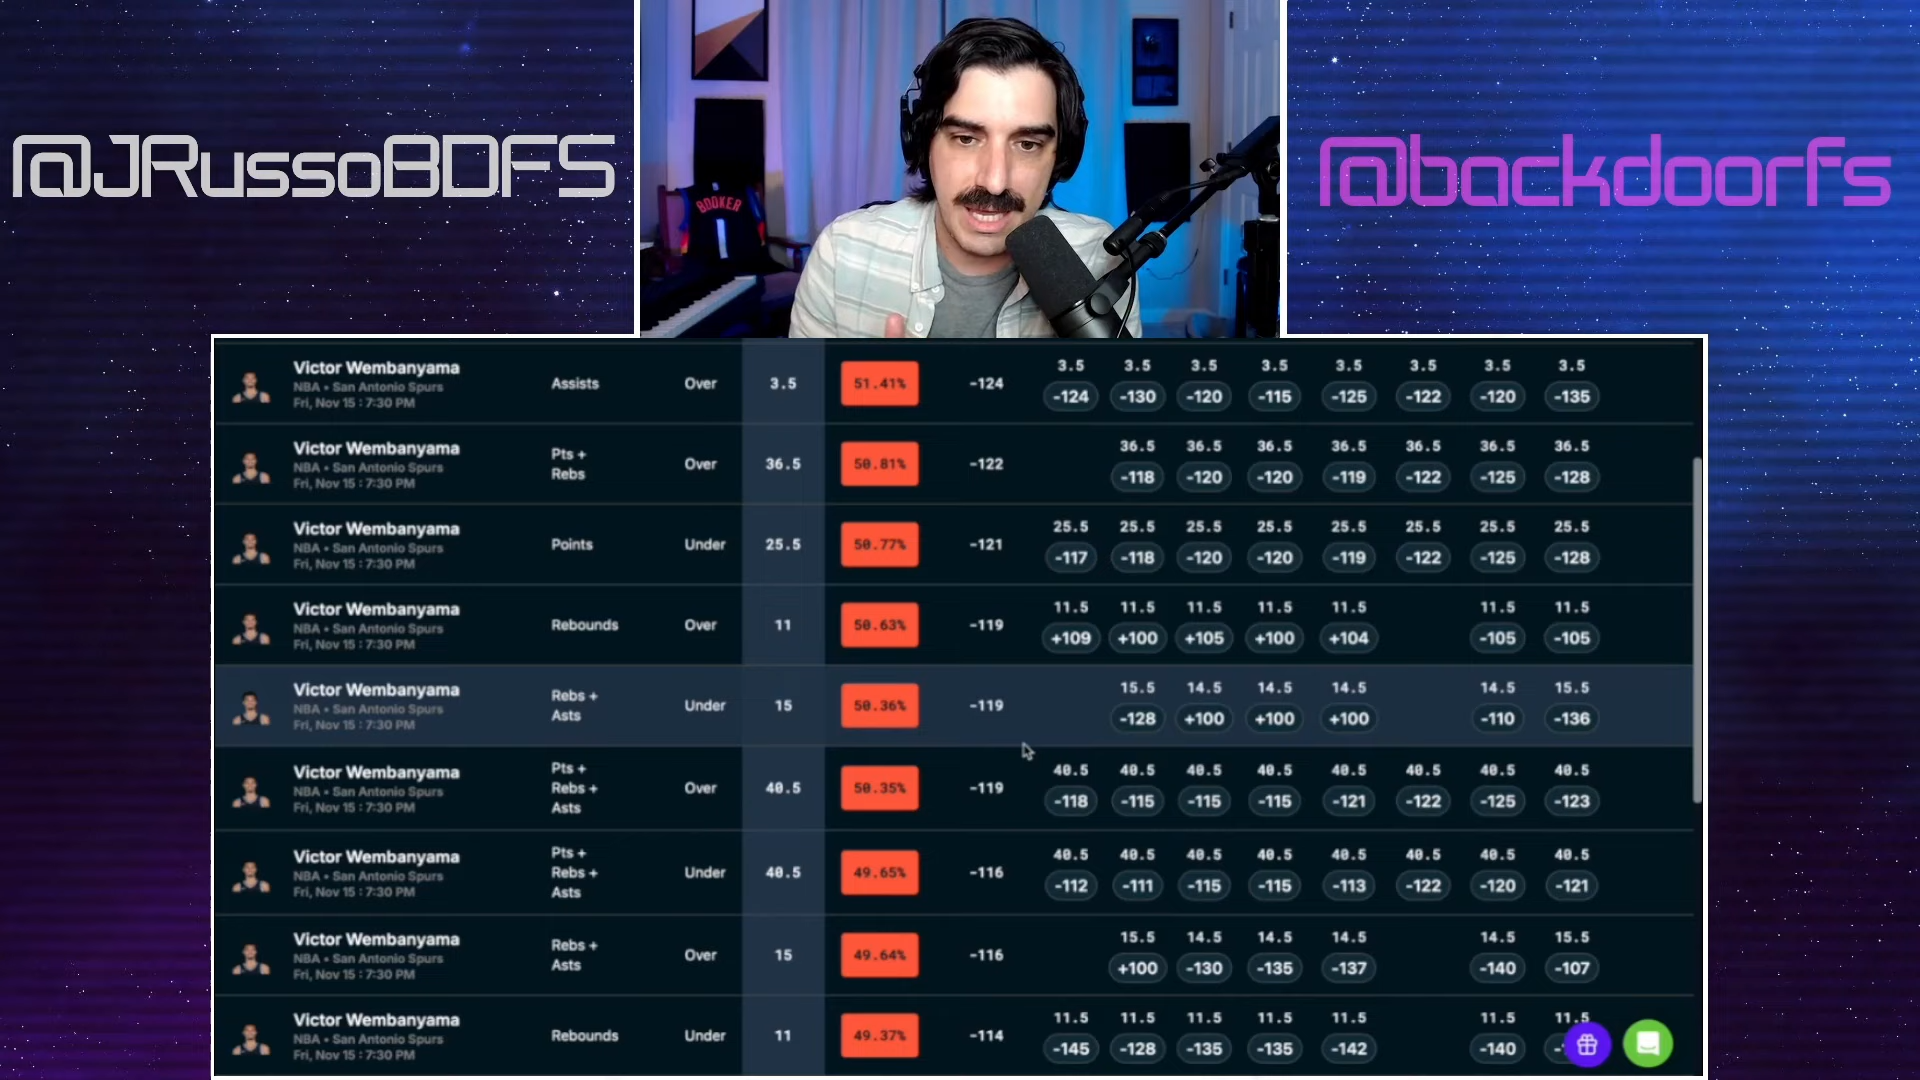 @JRussoBDFS
BOOKER
1
@backdoorfs
Victor Wembanyama Assists Over 3.5 51.41% -124 3.5 3.5 3.5 3.5 3.5 3.5 3.5 3.5
NBA • San Antonio Spurs
Fri, Nov 15 : 7:30 PM -124 -130 -120 -115 -125 -122 -120 -135
Victor Wembanyama Pts + Rebs Over 36.5 50.81% -122 36.5 36.5 36.5 36.5 36.5 36.5 36.5
NBA • San Antonio Spurs
Fri, Nov 15 : 7:30 PM -118 -120 -120 -119 -122 -125 -128
Victor Wembanyama Points Under 25.5 50.77% -121 25.5 25.5 25.5 25.5 25.5 25.5 25.5 25.5
NBA • San Antonio Spurs
Fri, Nov 15 : 7:30 PM -117 -118 -120 -120 -119 -122 -125 -128
Victor Wembanyama Rebounds Over 11 50.63% -119 11.5 11.5 11.5 11.5 11.5 11.5 11.5
NBA • San Antonio Spurs
Fri, Nov 15 : 7:30 PM +109 +100 +105 +100 +104 -105 -105
Victor Wembanyama Rebs + Asts Under 15 50.36% -119 15.5 14.5 14.5 14.5 14.5 15.5
NBA • San Antonio Spurs
Fri, Nov 15 : 7:30 PM -128 +100 +100 +100 -110 -136
Victor Wembanyama Pts + Rebs + Asts Over 40.5 50.35% -119 40.5 40.5 40.5 40.5 40.5 40.5 40.5 40.5
NBA • San Antonio Spurs
Fri, Nov 15 : 7:30 PM -118 -115 -115 -115 -121 -122 -125 -123
Victor Wembanyama Pts + Rebs + Asts Under 40.5 49.65% -116 40.5 40.5 40.5 40.5 40.5 40.5 40.5 40.5
NBA • San Antonio Spurs
Fri, Nov 15 : 7:30 PM -112 -111 -115 -115 -113 -122 -120 -121
Victor Wembanyama Rebs + Asts Over 15 49.64% -116 15.5 14.5 14.5 14.5 14.5 15.5
NBA • San Antonio Spurs
Fri, Nov 15 : 7:30 PM +100 -130 -135 -137 -140 -107
Victor Wembanyama Rebounds Under 11 49.37% -114 11.5 11.5 11.5 11.5 11.5 11.5 11.5
NBA • San Antonio Spurs
Fri, Nov 15 : 7:30 PM -145 -128 -135 -135 -142 -140